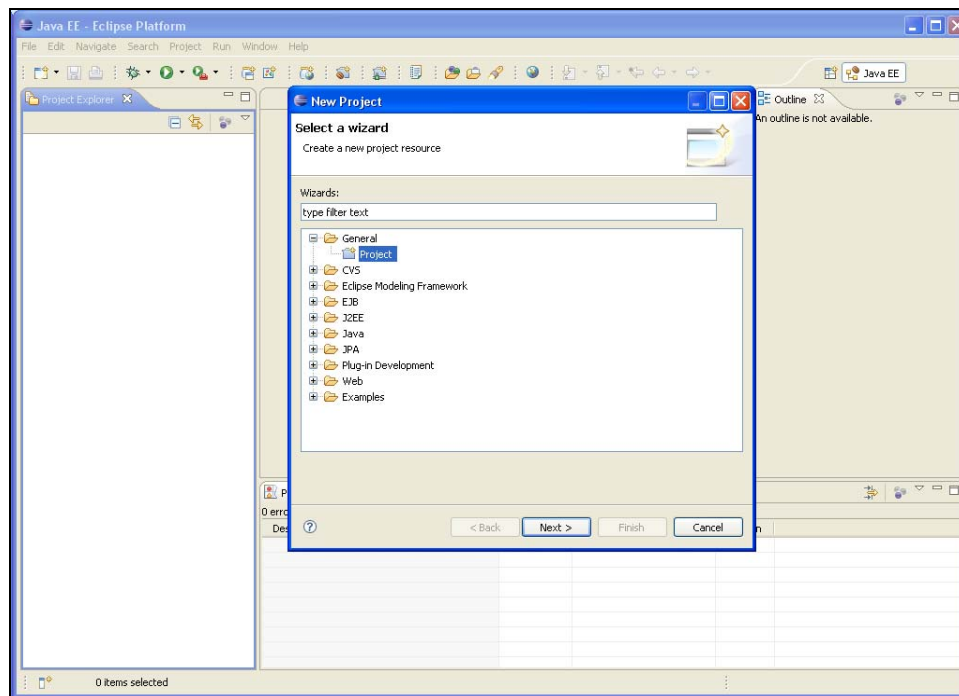 Java EE - Eclipse Platform
File Edit Navigate Search Project Run Window Help
Java EE
Project Explorer
Outline
An outline is not available.
New Project
Select a wizard
Create a new project resource
Wizards:
type filter text
General
Project
CVS
Eclipse Modeling Framework
EJB
J2EE
Java
JPA
Plug-in Development
Web
Examples
< Back Next > Finish Cancel
0 items selected